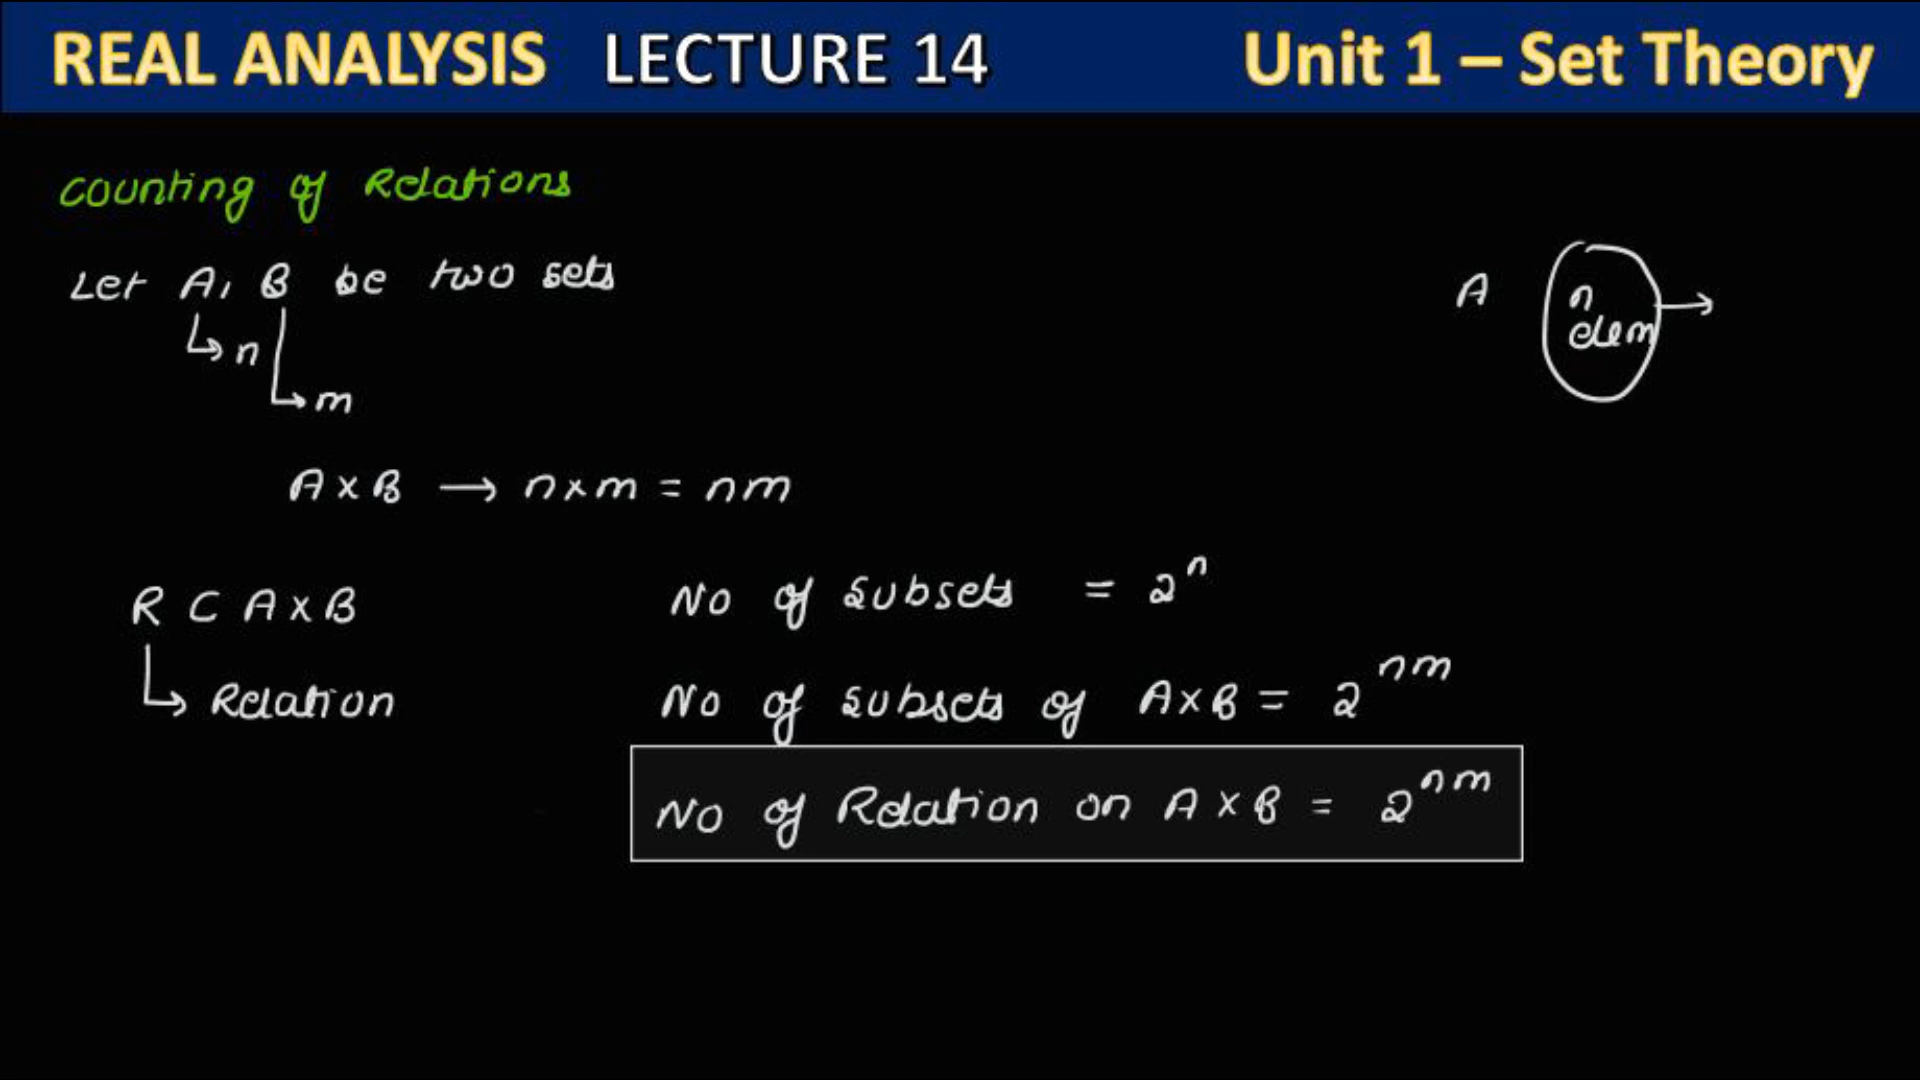 REAL ANALYSIS LECTURE 14 Unit 1 – Set Theory
Counting of Relations
Let A, B be two sets
A n elem →
↳ n
↳ m
A × B → n × m = nm
No of subsets = 2^n
R ⊂ A × B
↳ Relation
No of subsets of A × B = 2^nm
No of Relation on A × B = 2^nm